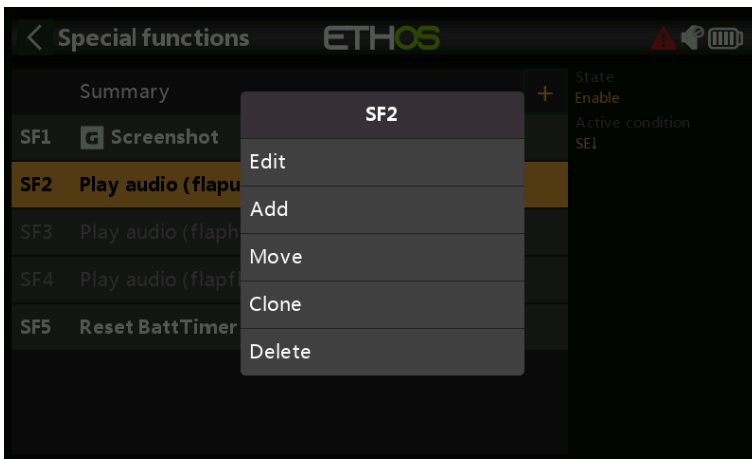 Special functions
ETHOS
Summary
+
State
Enable
Active condition
SE↓
SF1 G Screenshot
SF2 Play audio (flapu
SF3 Play audio (flaph
SF4 Play audio (flapf
SF5 Reset BattTimer
SF2
Edit
Add
Move
Clone
Delete